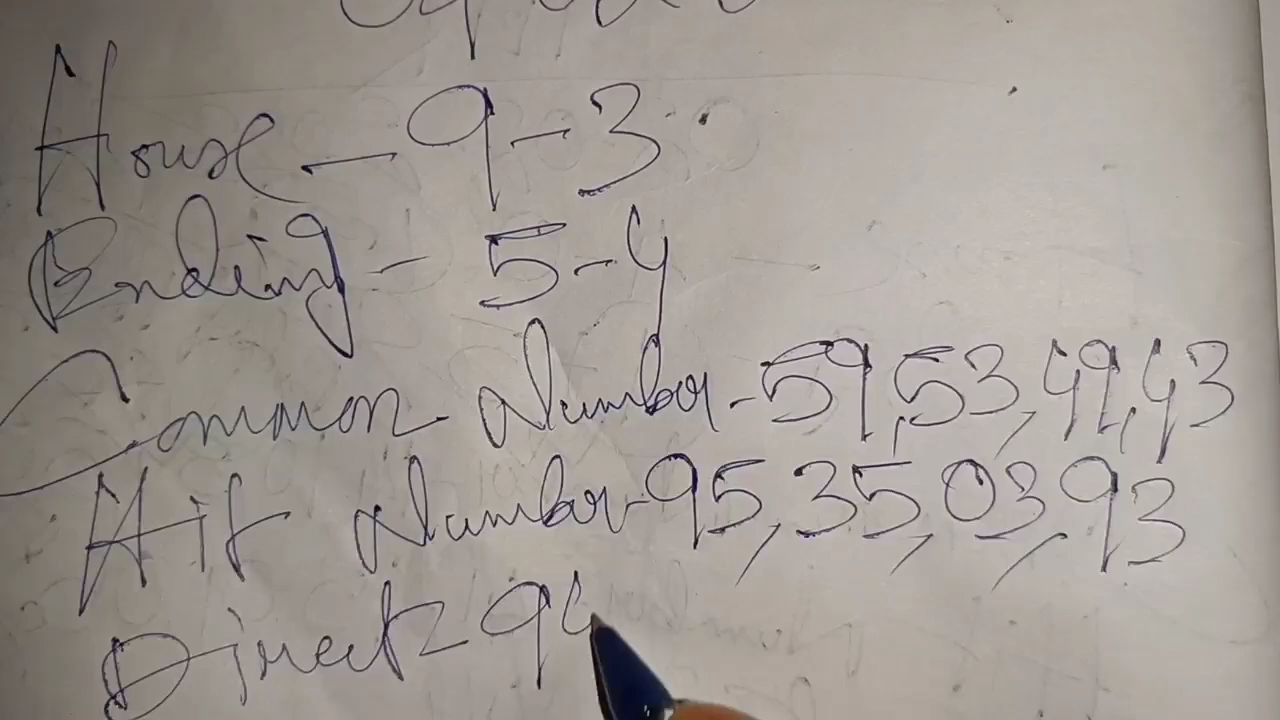 House - 9-3
Ending - 5-4
Common Number - 59, 53, 49, 43
Hit Number - 95, 35, 03, 93
Direct - 94